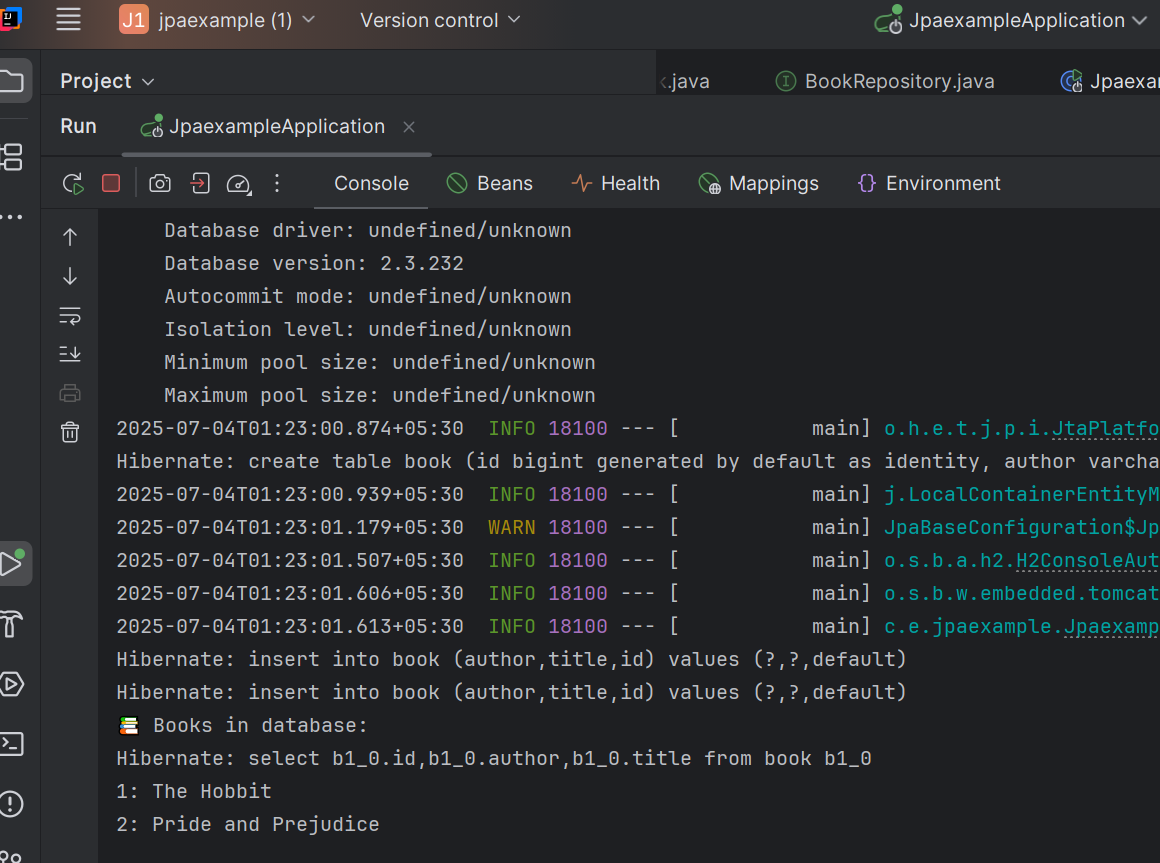 J1 jpaexample (1) Version control JpaexampleApplication
Project .java BookRepository.java Jpaexa
Run JpaexampleApplication
Console Beans Health Mappings Environment
Database driver: undefined/unknown
Database version: 2.3.232
Autocommit mode: undefined/unknown
Isolation level: undefined/unknown
Minimum pool size: undefined/unknown
Maximum pool size: undefined/unknown
2025-07-04T01:23:00.874+05:30  INFO 18100 --- [           main] o.h.e.t.j.p.i.JtaPlatfo
Hibernate: create table book (id bigint generated by default as identity, author varcha
2025-07-04T01:23:00.939+05:30  INFO 18100 --- [           main] j.LocalContainerEntityM
2025-07-04T01:23:01.179+05:30  WARN 18100 --- [           main] JpaBaseConfiguration$Jp
2025-07-04T01:23:01.507+05:30  INFO 18100 --- [           main] o.s.b.a.h2.H2ConsoleAut
2025-07-04T01:23:01.606+05:30  INFO 18100 --- [           main] o.s.b.w.embedded.tomcat
2025-07-04T01:23:01.613+05:30  INFO 18100 --- [           main] c.e.jpaexample.Jpaexamp
Hibernate: insert into book (author,title,id) values (?,?,default)
Hibernate: insert into book (author,title,id) values (?,?,default)
📚 Books in database:
Hibernate: select b1_0.id,b1_0.author,b1_0.title from book b1_0
1: The Hobbit
2: Pride and Prejudice